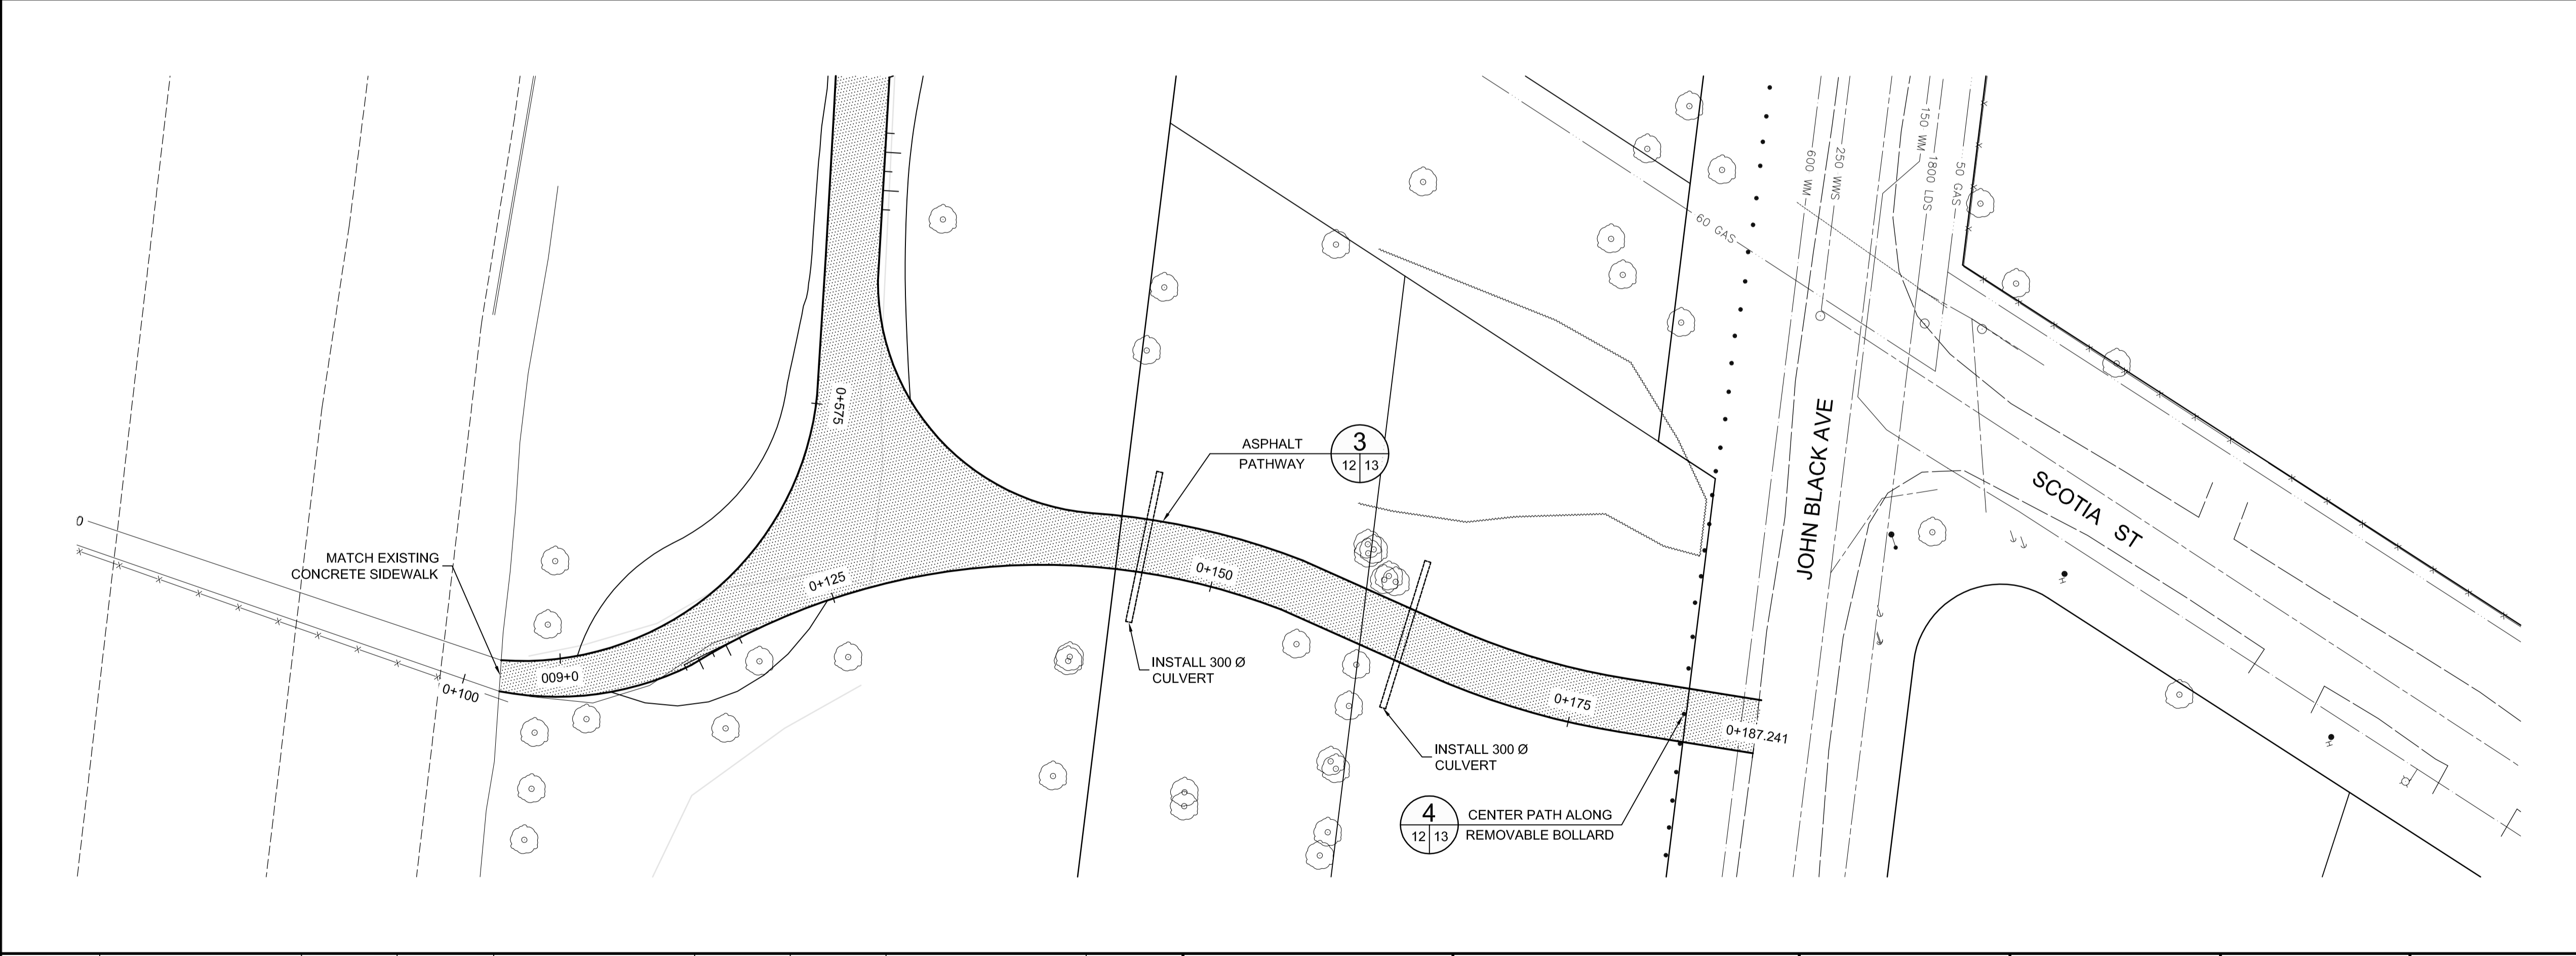 150 WM
600 WM
250 WWS
1800 LDS
50 GAS
60 GAS
0+575
JOHN BLACK AVE
SCOTIA ST
ASPHALT
PATHWAY
3
12 13
0
MATCH EXISTING
CONCRETE SIDEWALK
0+125
0+150
009+0
0+100
INSTALL 300 Ø
CULVERT
0+175
0+187.241
INSTALL 300 Ø
CULVERT
4
12 13
CENTER PATH ALONG
REMOVABLE BOLLARD
H
H